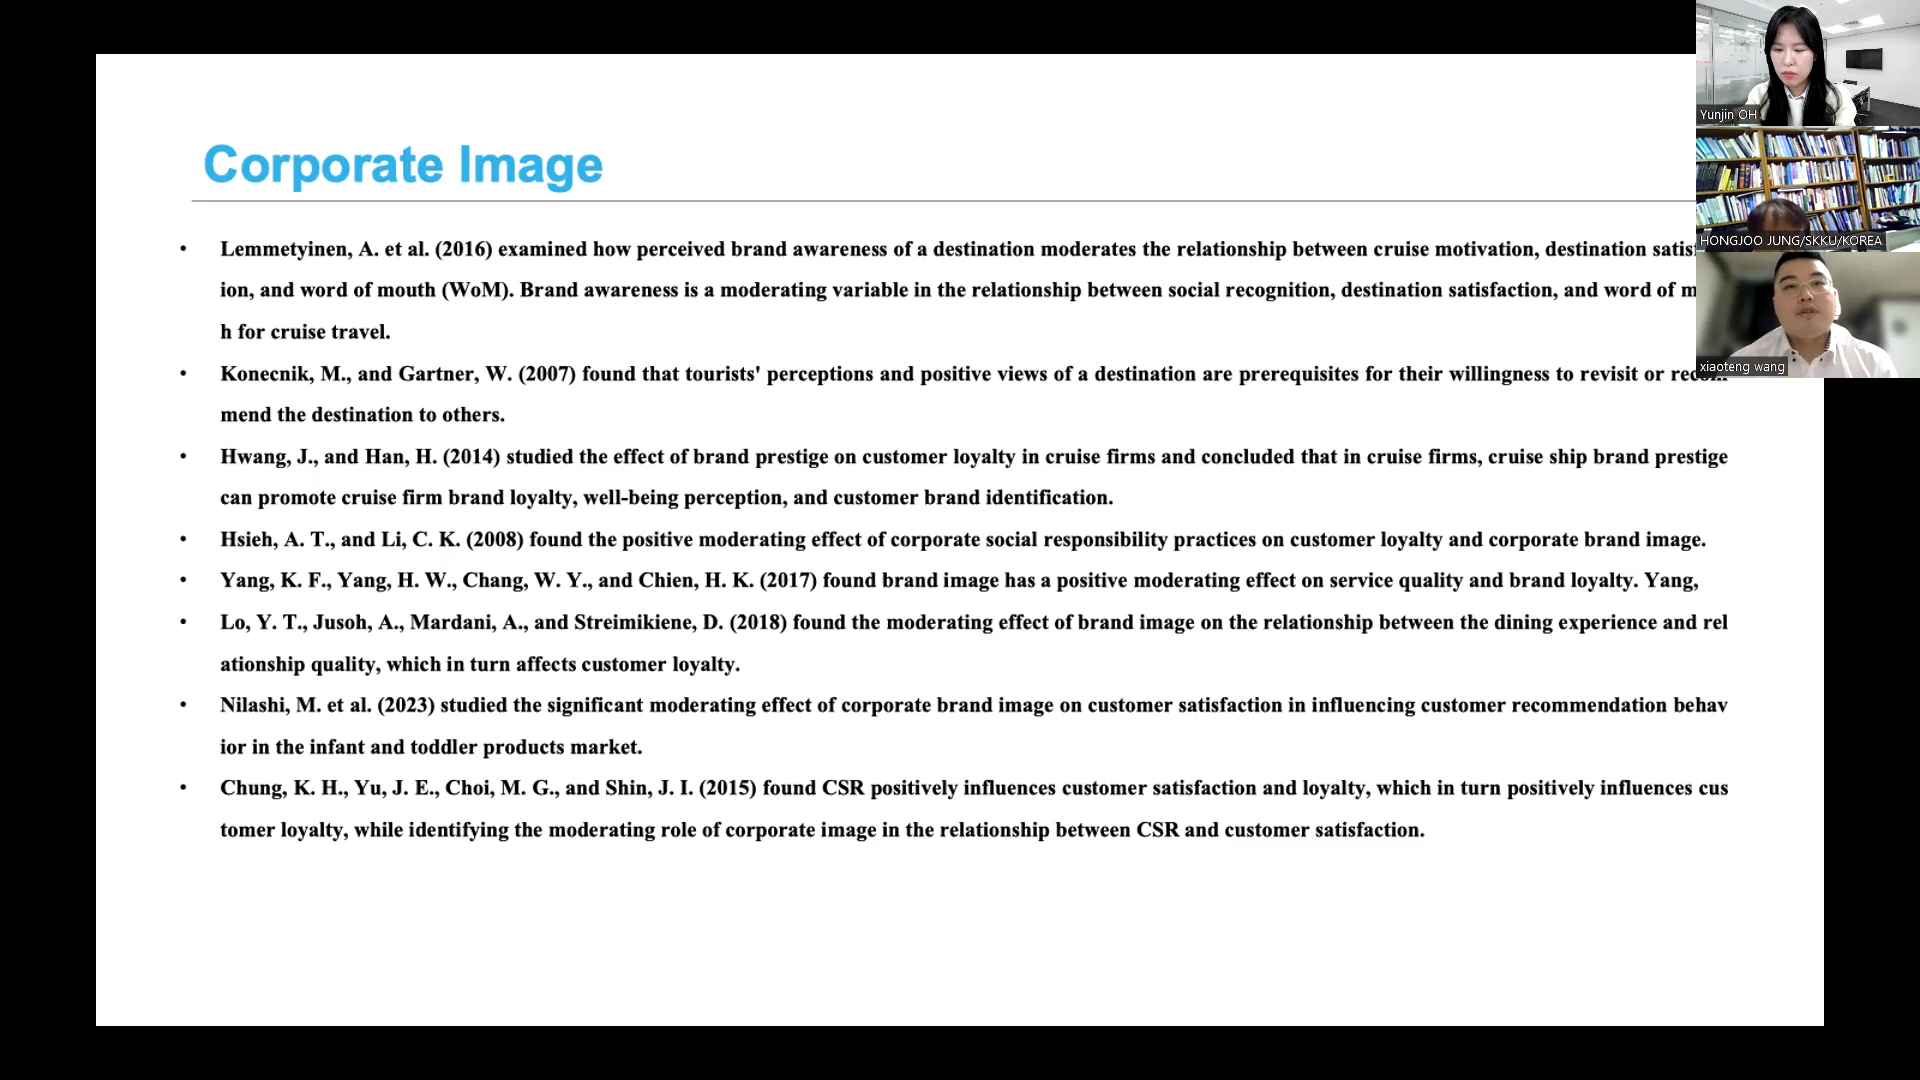 Corporate Image
• Lemmetyinen, A. et al. (2016) examined how perceived brand awareness of a destination moderates the relationship between cruise motivation, destination satis
ion, and word of mouth (WoM). Brand awareness is a moderating variable in the relationship between social recognition, destination satisfaction, and word of m
h for cruise travel.
• Konecnik, M., and Gartner, W. (2007) found that tourists' perceptions and positive views of a destination are prerequisites for their willingness to revisit or recom
mend the destination to others.
• Hwang, J., and Han, H. (2014) studied the effect of brand prestige on customer loyalty in cruise firms and concluded that in cruise firms, cruise ship brand prestige
can promote cruise firm brand loyalty, well-being perception, and customer brand identification.
• Hsieh, A. T., and Li, C. K. (2008) found the positive moderating effect of corporate social responsibility practices on customer loyalty and corporate brand image.
• Yang, K. F., Yang, H. W., Chang, W. Y., and Chien, H. K. (2017) found brand image has a positive moderating effect on service quality and brand loyalty. Yang,
• Lo, Y. T., Jusoh, A., Mardani, A., and Streimikiene, D. (2018) found the moderating effect of brand image on the relationship between the dining experience and rel
ationship quality, which in turn affects customer loyalty.
• Nilashi, M. et al. (2023) studied the significant moderating effect of corporate brand image on customer satisfaction in influencing customer recommendation behav
ior in the infant and toddler products market.
• Chung, K. H., Yu, J. E., Choi, M. G., and Shin, J. I. (2015) found CSR positively influences customer satisfaction and loyalty, which in turn positively influences cus
tomer loyalty, while identifying the moderating role of corporate image in the relationship between CSR and customer satisfaction.
Yunjin OH
HONGJOO JUNG/SKKU/KOREA
xiaoteng wang